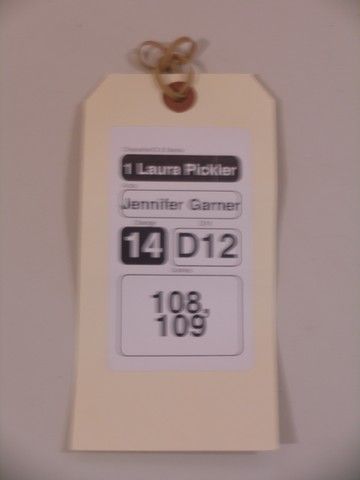 1 Laura Pickler
Jennifer Garner
14 D12
108,
109